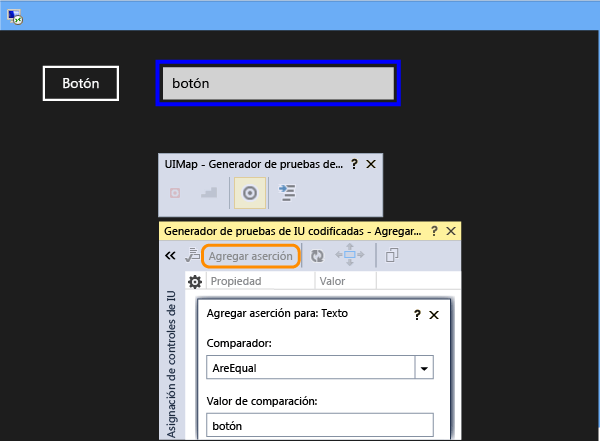 Botón
botón
UIMap - Generador de pruebas de... ?
Generador de pruebas de IU codificadas - Agregar... ?
Agregar aserción
Propiedad Valor
Asignación de controles de IU
Agregar aserción para: Texto ?
Comparador:
AreEqual
Valor de comparación:
botón